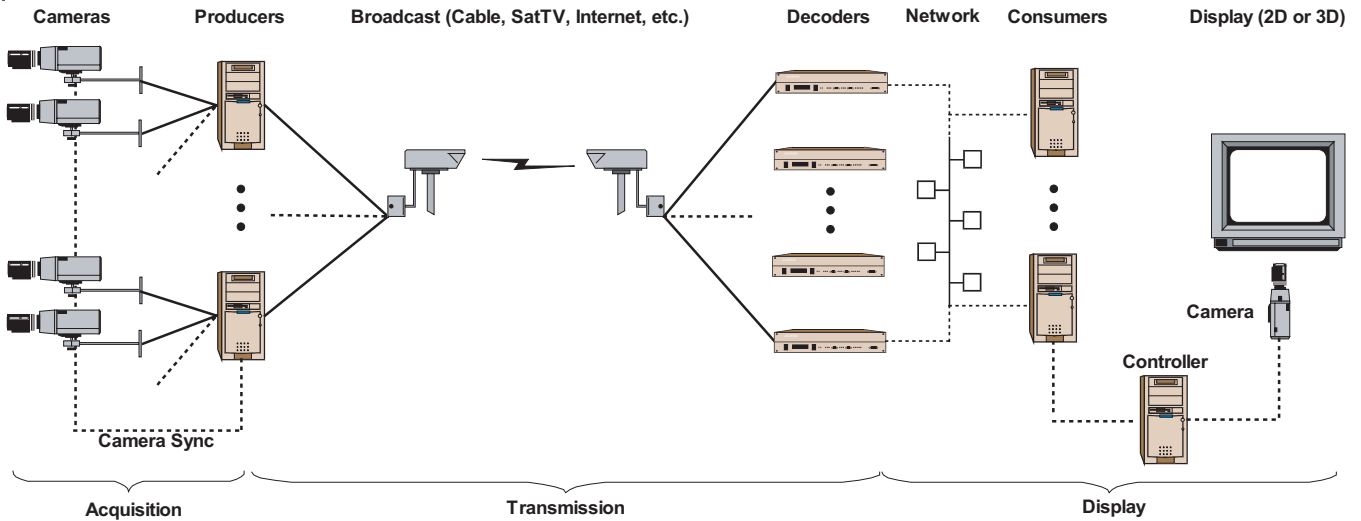 Cameras Producers Broadcast (Cable, SatTV, Internet, etc.) Decoders Network Consumers Display (2D or 3D)
Camera
Controller
Camera Sync
Acquisition Transmission Display